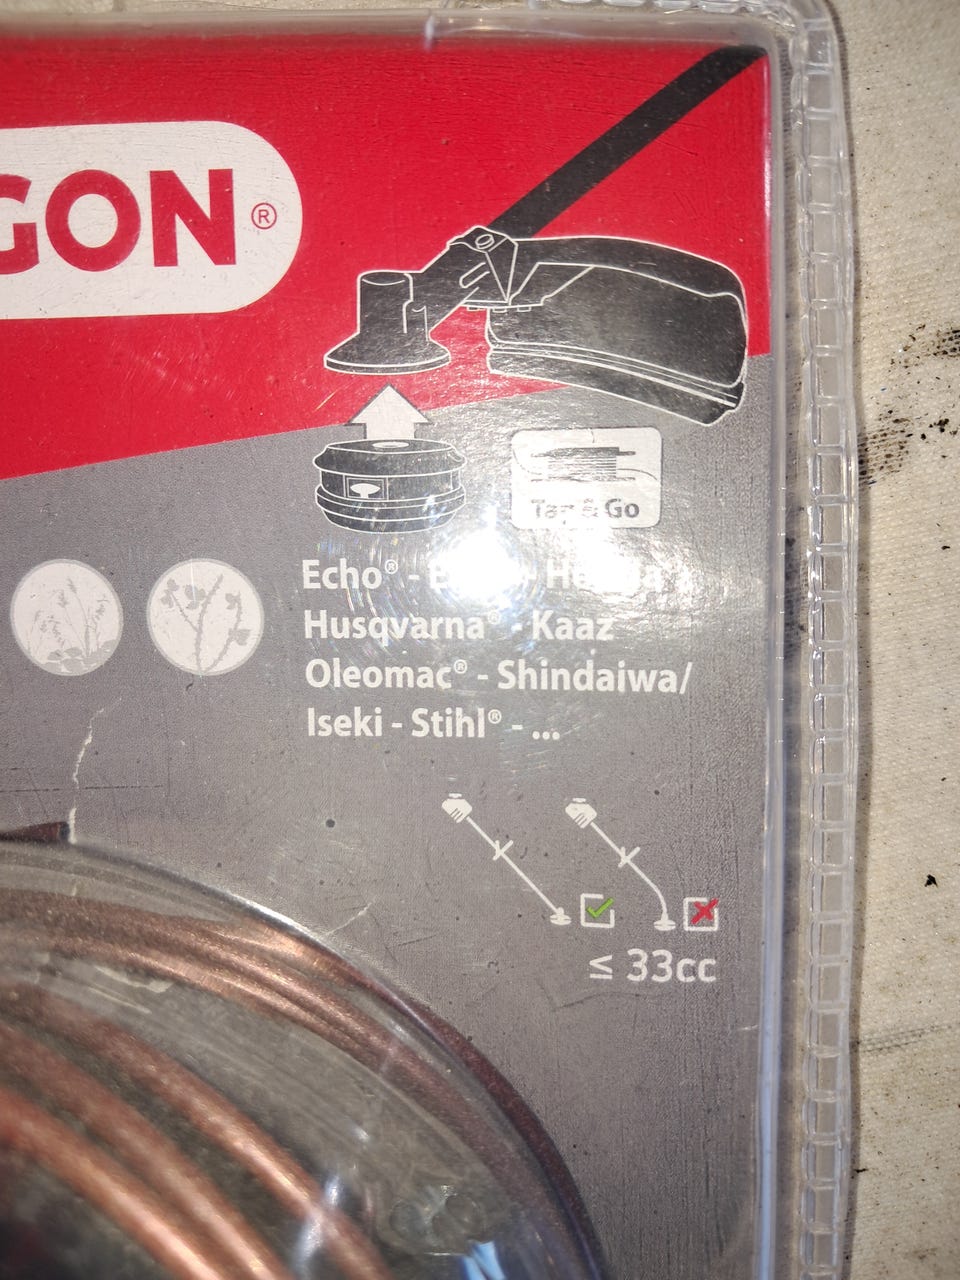 GON®
Tap & Go
Echo® -
Husqvarna® - Kaaz
Oleomac® - Shindaiwa/
Iseki - Stihl® - ...
≤ 33cc